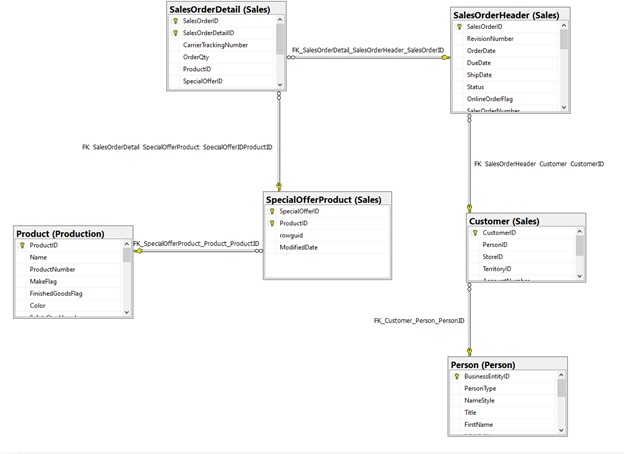 SalesOrderDetail (Sales)
SalesOrderID
SalesOrderDetailID
CarrierTrackingNumber
OrderQty
ProductID
SpecialOfferID
FK_SalesOrderDetail_SalesOrderHeader_SalesOrderID
SalesOrderHeader (Sales)
SalesOrderID
RevisionNumber
OrderDate
DueDate
ShipDate
Status
OnlineOrderFlag
SalesOrderNumber
FK_SalesOrderDetail_SpecialOfferProduct_SpecialOfferIDProductID
FK_SalesOrderHeader_Customer_CustomerID
SpecialOfferProduct (Sales)
SpecialOfferID
ProductID
rowguid
ModifiedDate
Product (Production)
ProductID
Name
ProductNumber
MakeFlag
FinishedGoodsFlag
Color
FK_SpecialOfferProduct_Product_ProductID
Customer (Sales)
CustomerID
PersonID
StoreID
TerritoryID
AccountNumber
FK_Customer_Person_PersonID
Person (Person)
BusinessEntityID
PersonType
NameStyle
Title
FirstName